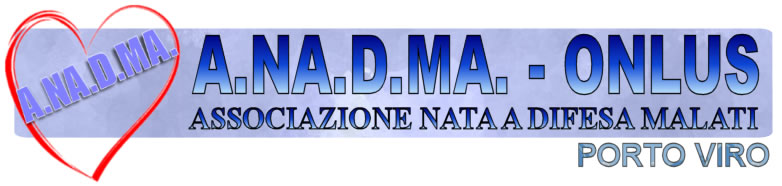 A.NA.D.MA.
A.NA.D.MA. - ONLUS
ASSOCIAZIONE NATA A DIFESA MALATI
PORTO VIRO